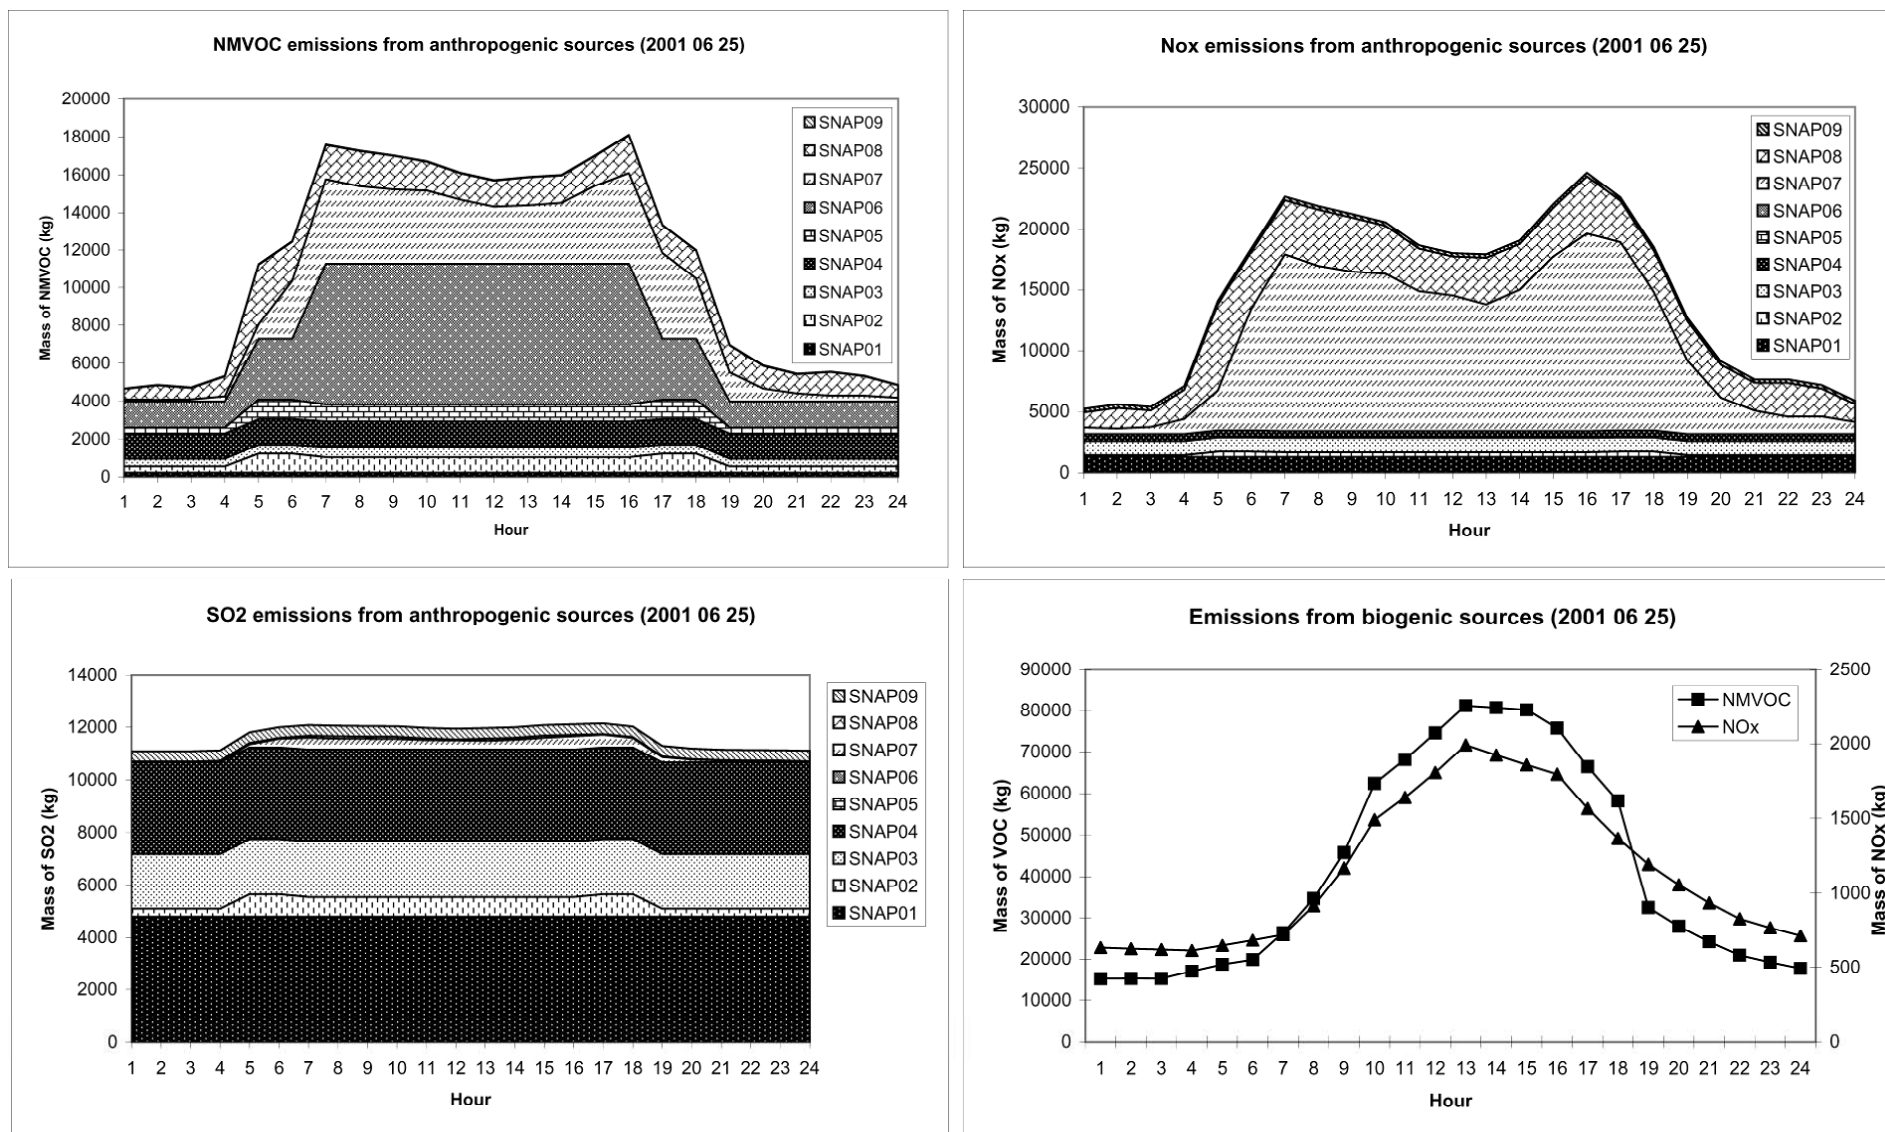 NMVOC emissions from anthropogenic sources (2001 06 25)
Mass of NMVOC (kg)
20000
18000
16000
14000
12000
10000
8000
6000
4000
2000
0
SNAP09
SNAP08
SNAP07
SNAP06
SNAP05
SNAP04
SNAP03
SNAP02
SNAP01
1 2 3 4 5 6 7 8 9 10 11 12 13 14 15 16 17 18 19 20 21 22 23 24
Hour
Nox emissions from anthropogenic sources (2001 06 25)
Mass of NOx (kg)
30000
25000
20000
15000
10000
5000
0
SNAP09
SNAP08
SNAP07
SNAP06
SNAP05
SNAP04
SNAP03
SNAP02
SNAP01
1 2 3 4 5 6 7 8 9 10 11 12 13 14 15 16 17 18 19 20 21 22 23 24
Hour
SO2 emissions from anthropogenic sources (2001 06 25)
Mass of SO2 (kg)
14000
12000
10000
8000
6000
4000
2000
0
SNAP09
SNAP08
SNAP07
SNAP06
SNAP05
SNAP04
SNAP03
SNAP02
SNAP01
1 2 3 4 5 6 7 8 9 10 11 12 13 14 15 16 17 18 19 20 21 22 23 24
Hour
Emissions from biogenic sources (2001 06 25)
Mass of VOC (kg)
90000
80000
70000
60000
50000
40000
30000
20000
10000
0
NMVOC
NOx
2500
2000
1500
1000
500
0
Mass of NOx (kg)
1 2 3 4 5 6 7 8 9 10 11 12 13 14 15 16 17 18 19 20 21 22 23 24
Hour